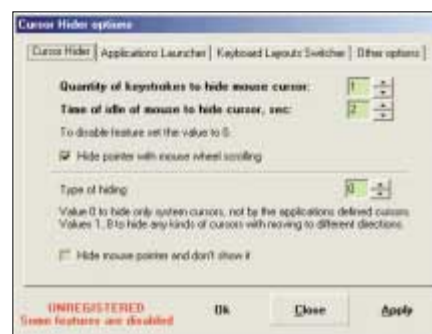 Cursor Hider options
Cursor Hider Applications Launcher Keyboard Layouts Switcher Other options
Quantity of keystrokes to hide mouse cursor: 1
Time of idle of mouse to hide cursor, sec: 2
To disable feature set the value to 0.
Hide pointer with mouse wheel scrolling
Type of hiding 0
Value 0 to hide only system cursors, not by the applications defined cursors
Values 1..8 to hide any kinds of cursors with moving to different directions.
Hide mouse pointer and don't show it
UNREGISTERED
Some features are disabled
Ok Close Apply